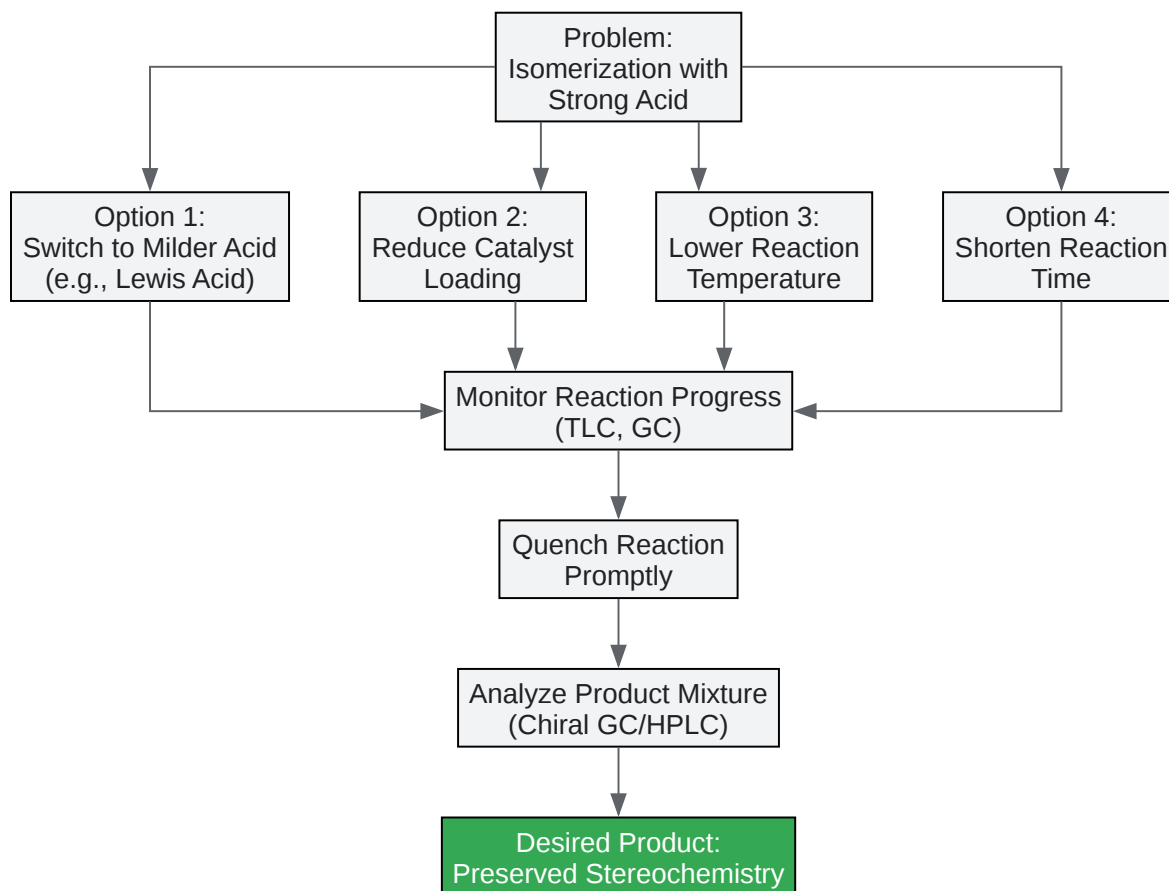 Problem:
Isomerization with
Strong Acid
Option 1:
Switch to Milder Acid
(e.g., Lewis Acid)
Option 2:
Reduce Catalyst
Loading
Option 3:
Lower Reaction
Temperature
Option 4:
Shorten Reaction
Time
Monitor Reaction Progress
(TLC, GC)
Quench Reaction
Promptly
Analyze Product Mixture
(Chiral GC/HPLC)
Desired Product:
Preserved Stereochemistry